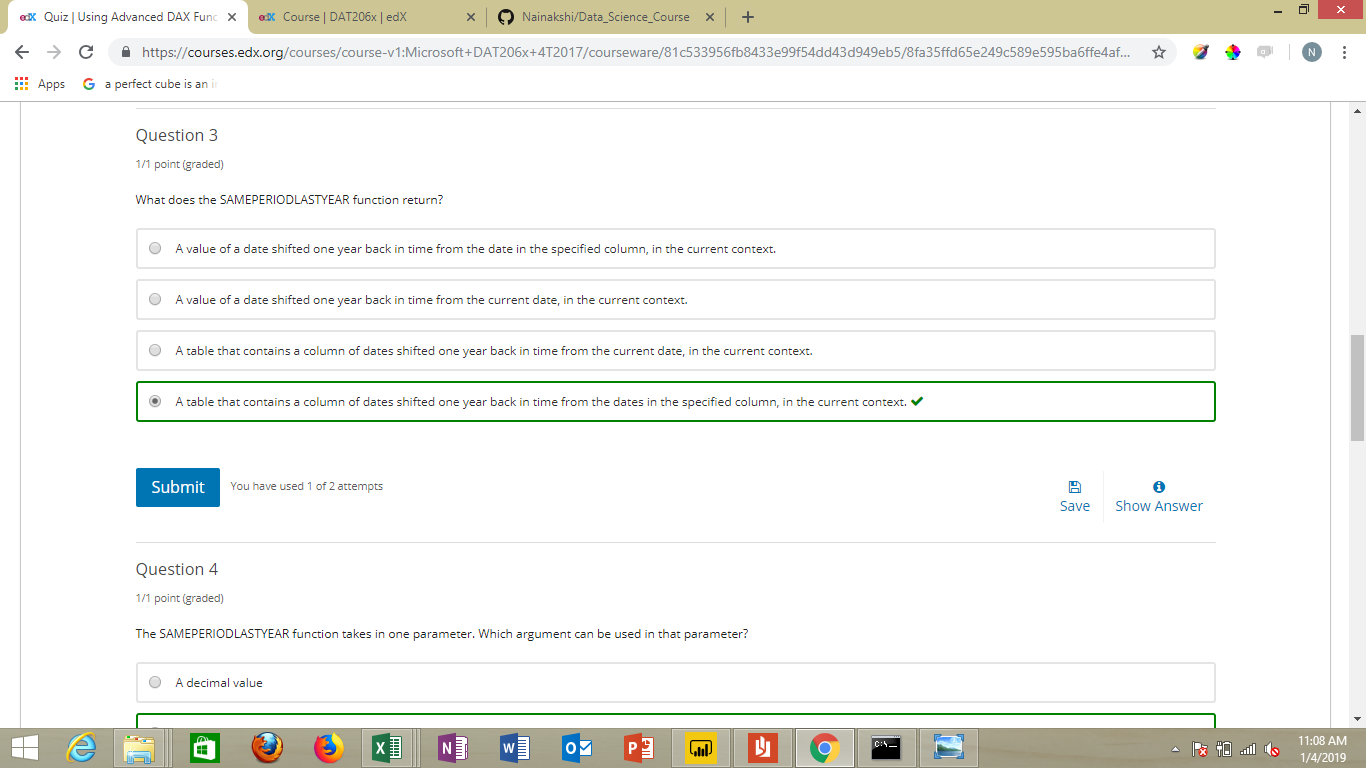 edX Quiz | Using Advanced DAX Func
edX Course | DAT206x | edX
Nainakshi/Data_Science_Course
https://courses.edx.org/courses/course-v1:Microsoft+DAT206x+4T2017/courseware/81c533956fb8433e99f54dd43d949eb5/8fa35ffd65e249c589e595ba6ffe4af...
N
Apps
G a perfect cube is an i
Question 3
1/1 point (graded)
What does the SAMEPERIODLASTYEAR function return?
A value of a date shifted one year back in time from the date in the specified column, in the current context.
A value of a date shifted one year back in time from the current date, in the current context.
A table that contains a column of dates shifted one year back in time from the current date, in the current context.
A table that contains a column of dates shifted one year back in time from the dates in the specified column, in the current context.
Submit
You have used 1 of 2 attempts
Save
Show Answer
Question 4
1/1 point (graded)
The SAMEPERIODLASTYEAR function takes in one parameter. Which argument can be used in that parameter?
A decimal value
11:08 AM
1/4/2019